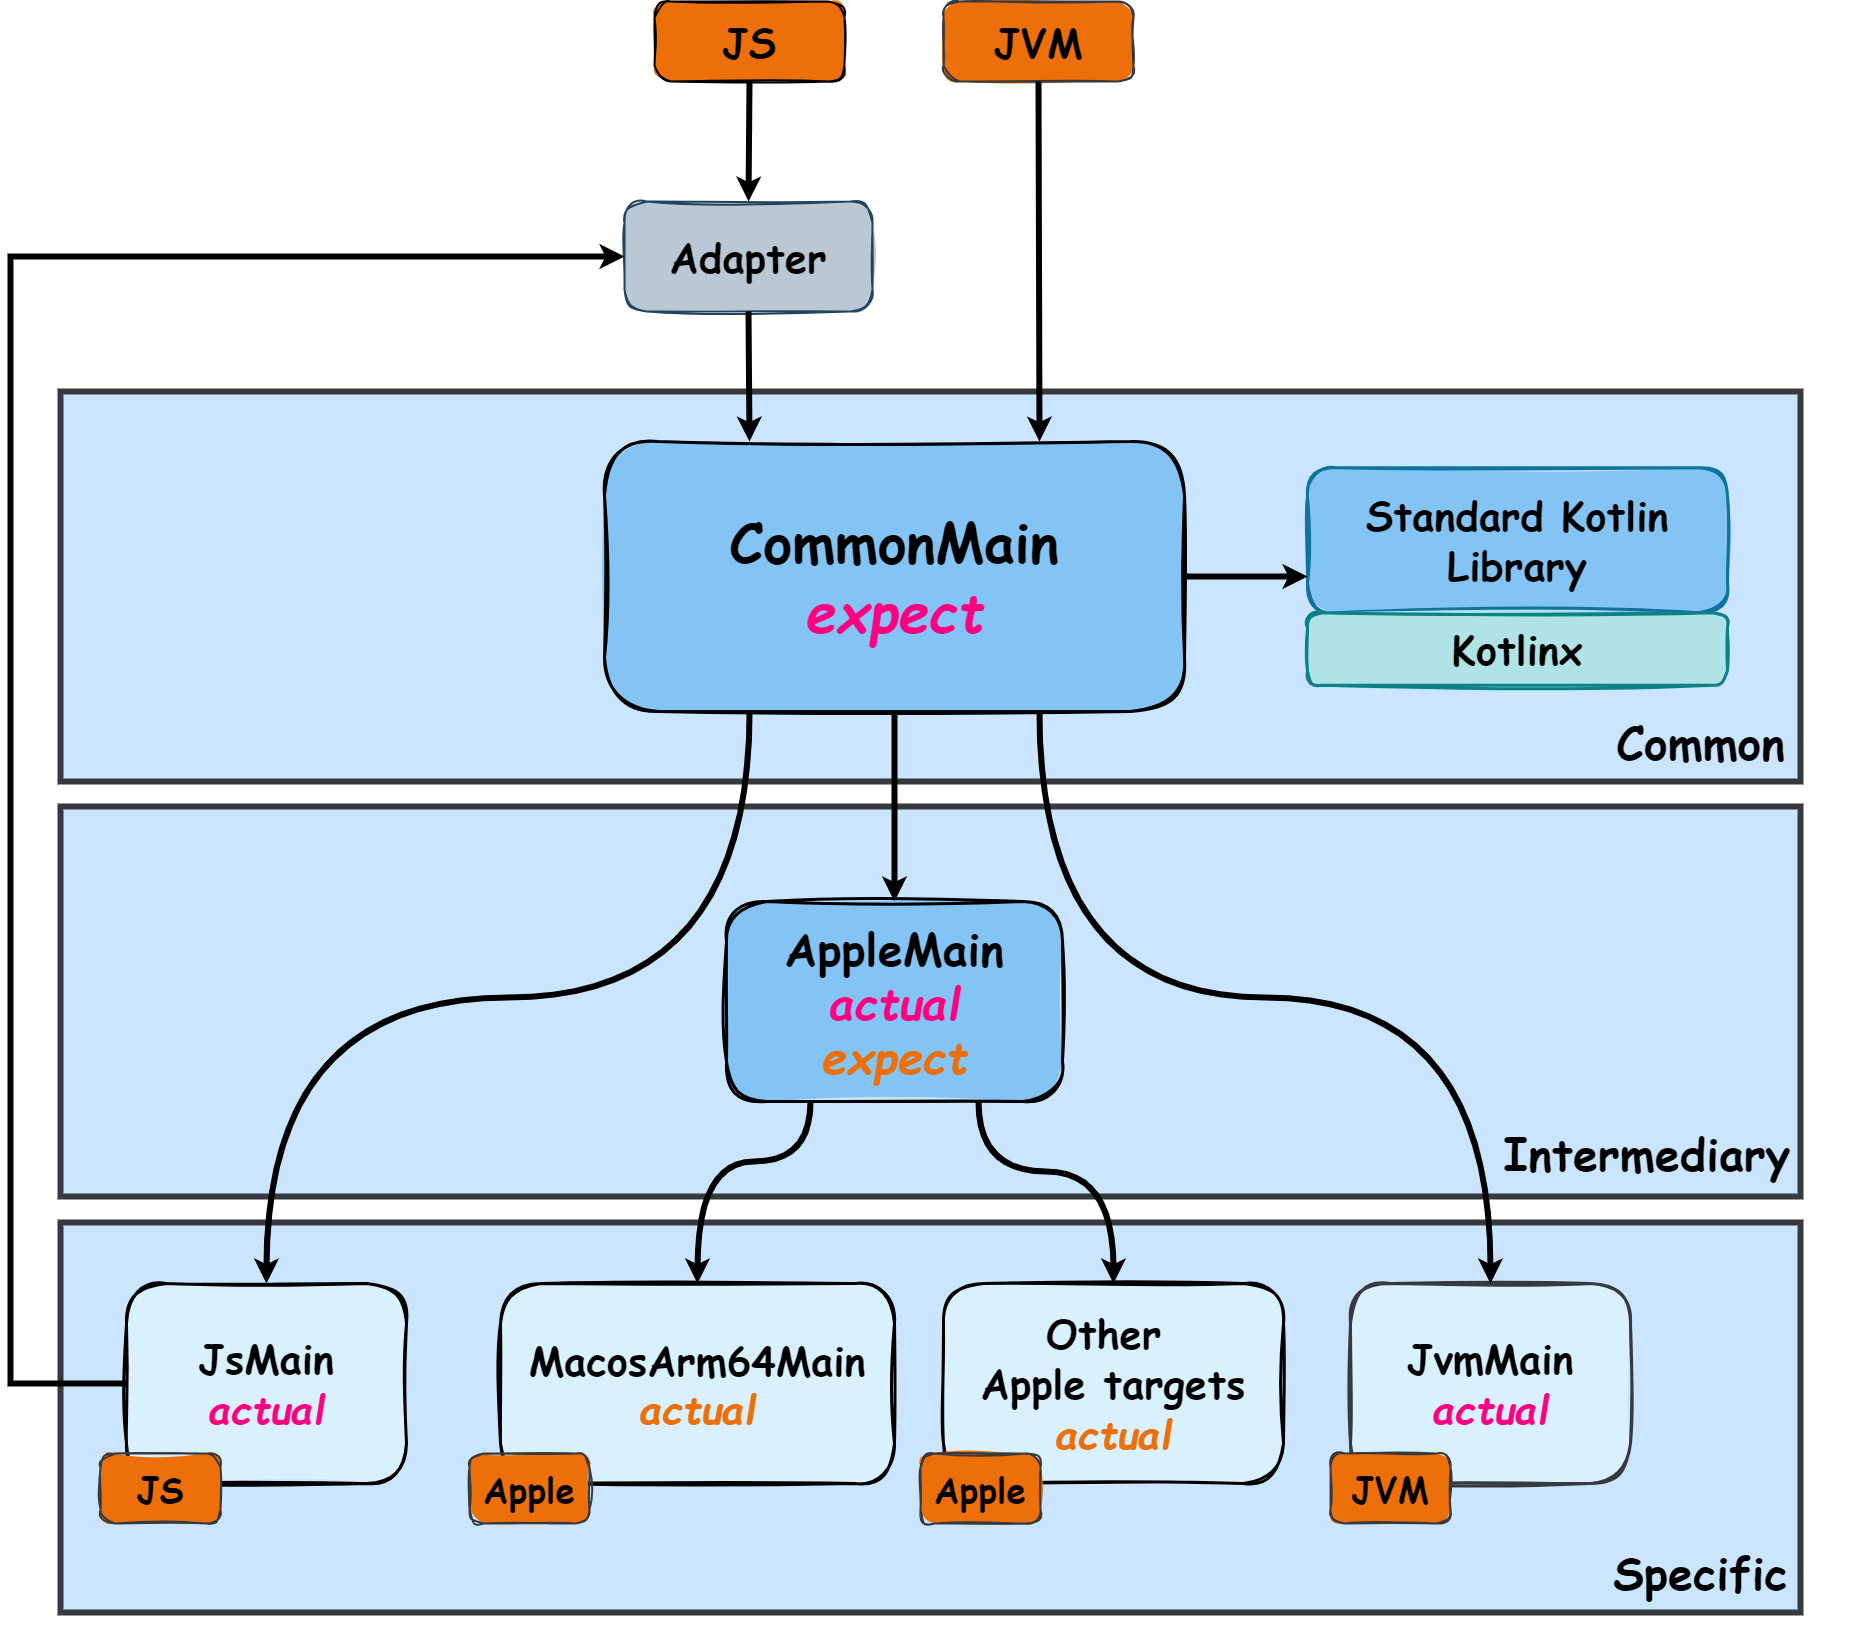 JS
JVM
Adapter
CommonMain
expect
Standard Kotlin
Library
Kotlinx
Common
AppleMain
actual
expect
Intermediary
JsMain
actual
JS
MacosArm64Main
actual
Apple
Other
Apple targets
actual
Apple
JvmMain
actual
JVM
Specific